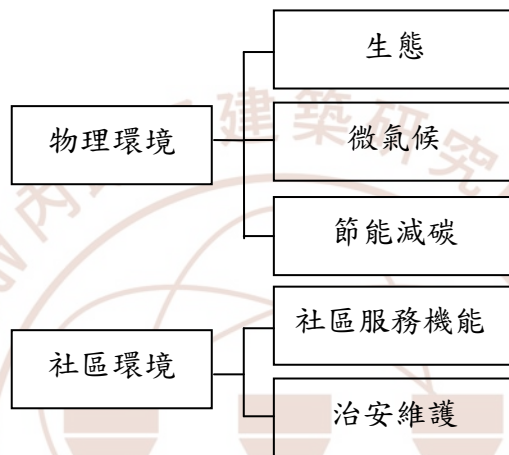 物理環境
生態
微氣候
節能減碳
社區環境
社區服務機能
治安維護